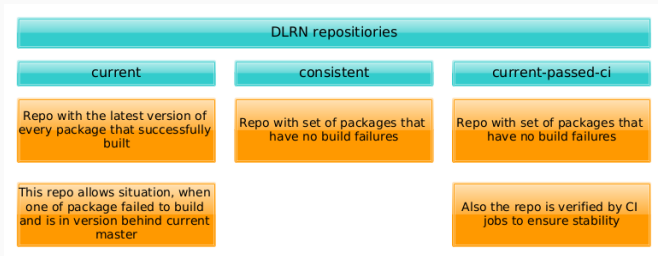 DLRN repositiories
current
consistent
current-passed-ci
Repo with the latest version of
every package that successfully
built
Repo with set of packages that
have no build failures
Repo with set of packages that
have no build failures
This repo allows situation, when
one of package failed to build
and is in version behind current
master
Also the repo is verified by CI
jobs to ensure stability